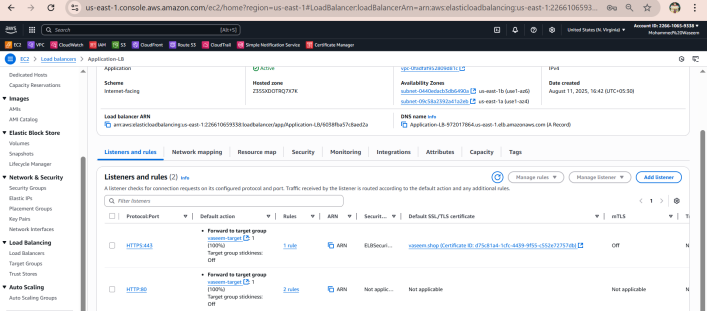 us-east-1.console.aws.amazon.com/ec2/home?region=us-east-1#LoadBalancer:loadBalancerArn=arn:aws:elasticloadbalancing:us-east-1:2266106593...
aws Search [Alt+S] United States (N. Virginia) Account ID: 2266-1065-9338
Mohammed%20Waseem
EC2 VPC CloudWatch IAM S3 CloudFront Route 53 CloudTrail Simple Notification Service Certificate Manager
EC2 > Load balancers > Application-LB
Dedicated Hosts
Capacity Reservations
Images
AMIs
AMI Catalog
Elastic Block Store
Volumes
Snapshots
Lifecycle Manager
Network & Security
Security Groups
Elastic IPs
Placement Groups
Key Pairs
Network Interfaces
Load Balancing
Load Balancers
Target Groups
Trust Stores
Auto Scaling
Auto Scaling Groups
Application Active IPv4
Scheme Hosted zone Availability Zones Date created
Internet-facing Z35SXDOTRQ7X7K subnet-0440edacb3db6490a us-east-1b (use1-az6) August 11, 2025, 16:42 (UTC+05:30)
subnet-09c58a2392a41a2e6 us-east-1a (use1-az4)
Load balancer ARN DNS name Info
arn:aws:elasticloadbalancing:us-east-1:226610659338:loadbalancer/app/Application-LB/6038fba57c8aed2a Application-LB-972017864.us-east-1.elb.amazonaws.com (A Record)
Listeners and rules Network mapping Resource map Security Monitoring Integrations Attributes Capacity Tags
Listeners and rules (2) Info Manage rules Manage listener Add listener
A listener checks for connection requests on its configured protocol and port. Traffic received by the listener is routed according to the default action and any additional rules.
Filter listeners 1
Protocol:Port Default action Rules ARN Securit... Default SSL/TLS certificate mTLS
HTTPS:443
Forward to target group
vaseem-target: 1
(100%)
Target group stickiness:
Off
1 rule ARN ELBSecuri... vaseem.shop (Certificate ID: d75c81a4-1cfc-4459-9f55-c552e72757db) Off
HTTP:80
Forward to target group
vaseem-target: 1
(100%)
Target group stickiness:
Off
2 rules ARN Not applic... Not applicable Not applicable